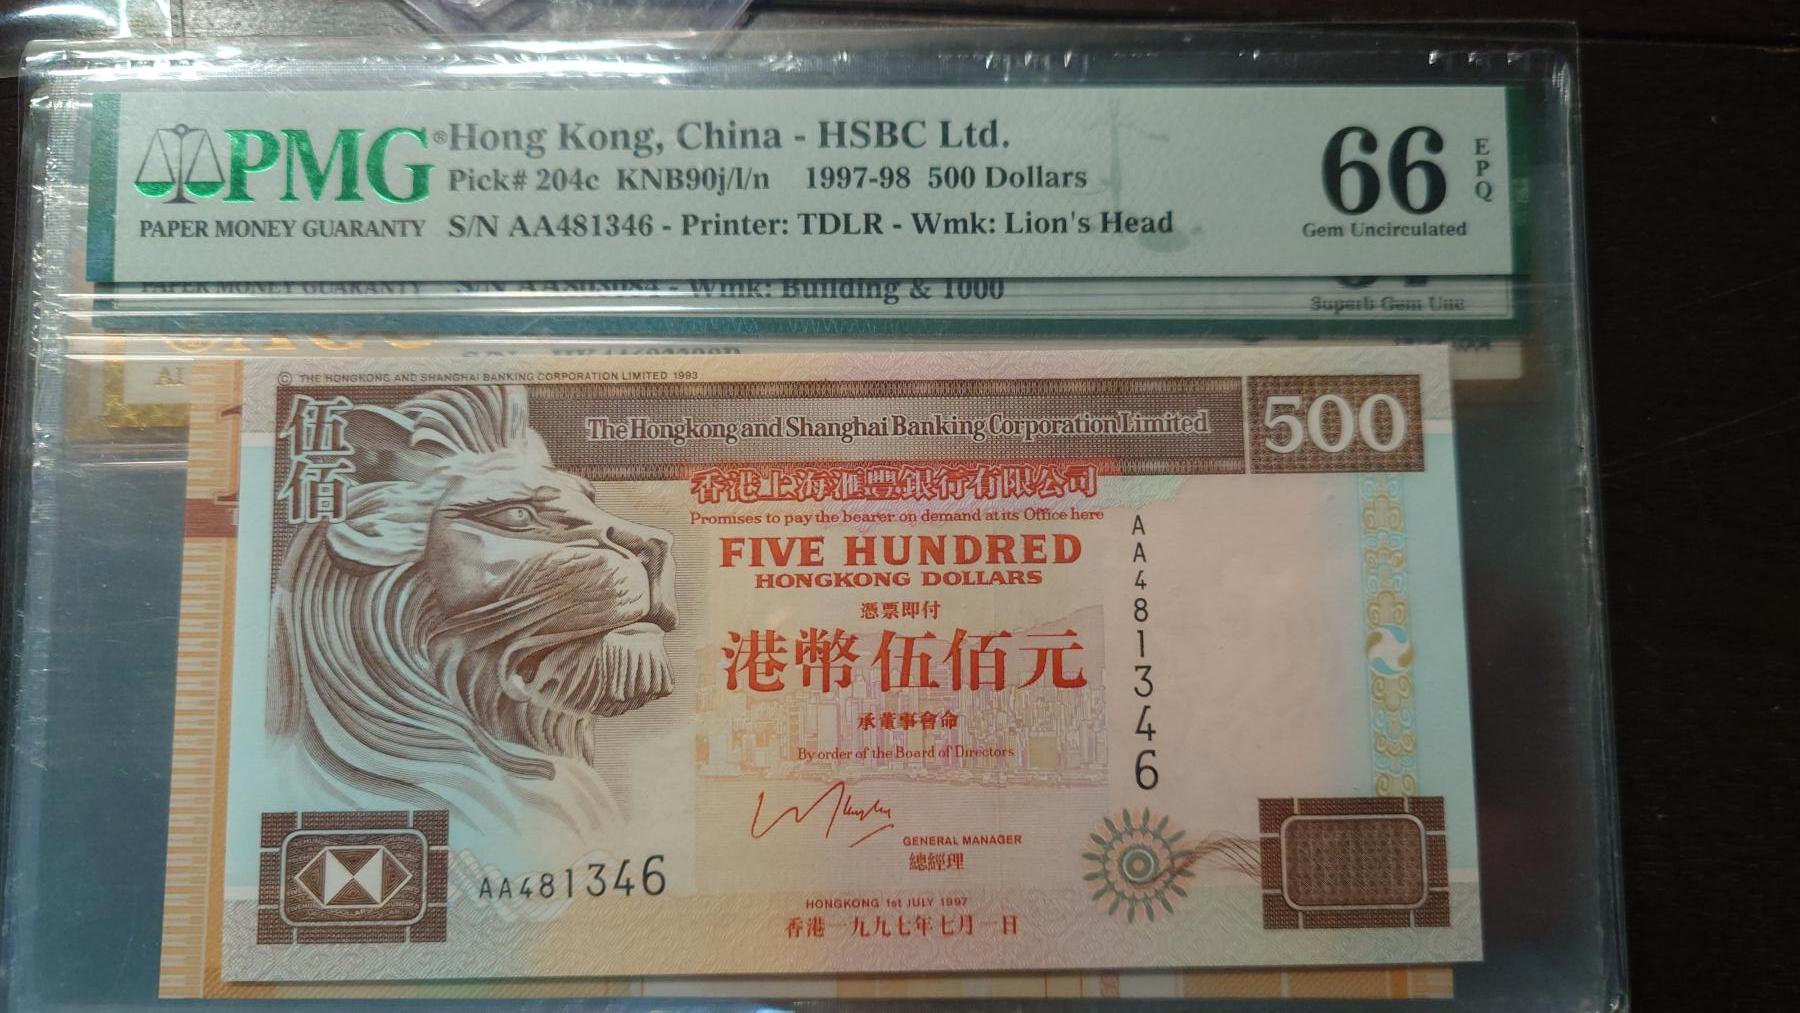 PMG®
PAPER MONEY GUARANTY
Hong Kong, China - HSBC Ltd.
Pick# 204c KNB90j/l/n 1997-98 500 Dollars
S/N AA481346 - Printer: TDLR - Wmk: Lion's Head
66
EPQ
Gem Uncirculated
PAPER MONEY GUARANTY
Wmk: Building & 1000
Superb Gem Unc
© THE HONGKONG AND SHANGHAI BANKING CORPORATION LIMITED 1993
伍佰
The Hongkong and Shanghai Banking Corporation Limited
500
香港上海滙豐銀行有限公司
Promises to pay the bearer on demand at its Office here
FIVE HUNDRED
HONGKONG DOLLARS
憑票即付
港幣伍佰元
承董事會命
By order of the Board of Directors
GENERAL MANAGER
總經理
AA481346
AA481346
HONGKONG 1st JULY 1997
香港一九九七年七月一日